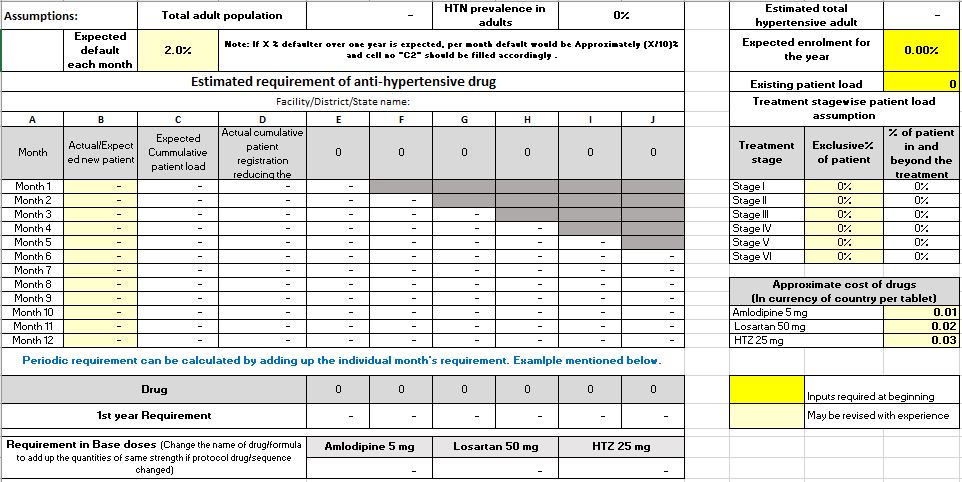 Assumptions: Total adult population - HTN prevalence in adults 0% Estimated total hypertensive adult -
Expected default each month 2.0% Note: If X % defaulter over one year is expected, per month default would be Approximately (X/10)% and cell no "C2" should be filled accordingly . Expected enrolment for the year 0.00%
Estimated requirement of anti-hypertensive drug Existing patient load 0
Facility/District/State name: Treatment stagewise patient load assumption
A B C D E F G H I J
Month Actual/Expect ed new patient Expected Cummulative patient load Actual cumulative patient registration reducing the 0 0 0 0 0 0 Treatment stage Exclusive% of patient % of patient in and beyond the treatment
Month 1 - - - - Stage I 0% 0%
Month 2 - - - - - Stage II 0% 0%
Month 3 - - - - - - Stage III 0% 0%
Month 4 - - - - - - - Stage IV 0% 0%
Month 5 - - - - - - - - Stage V 0% 0%
Month 6 - - - - - - - - - Stage VI 0% 0%
Month 7 - - - - - - - - -
Month 8 - - - - - - - - - Approximate cost of drugs
Month 9 - - - - - - - - - (In currency of country per tablet)
Month 10 - - - - - - - - - Amlodipine 5 mg 0.01
Month 11 - - - - - - - - - Losartan 50 mg 0.02
Month 12 - - - - - - - - - HTZ 25 mg 0.03
Periodic requirement can be calculated by adding up the individual month's requirement. Examlple mentioned below.
Drug 0 0 0 0 0 0 Inputs required at beginning
1st year Requirement - - - - - - May be revised with experience
Requirement in Base doses (Change the name of drug/formula to add up the quantities of same strength if protocol drug/sequence changed) Amlodipine 5 mg Losartan 50 mg HTZ 25 mg
- - -